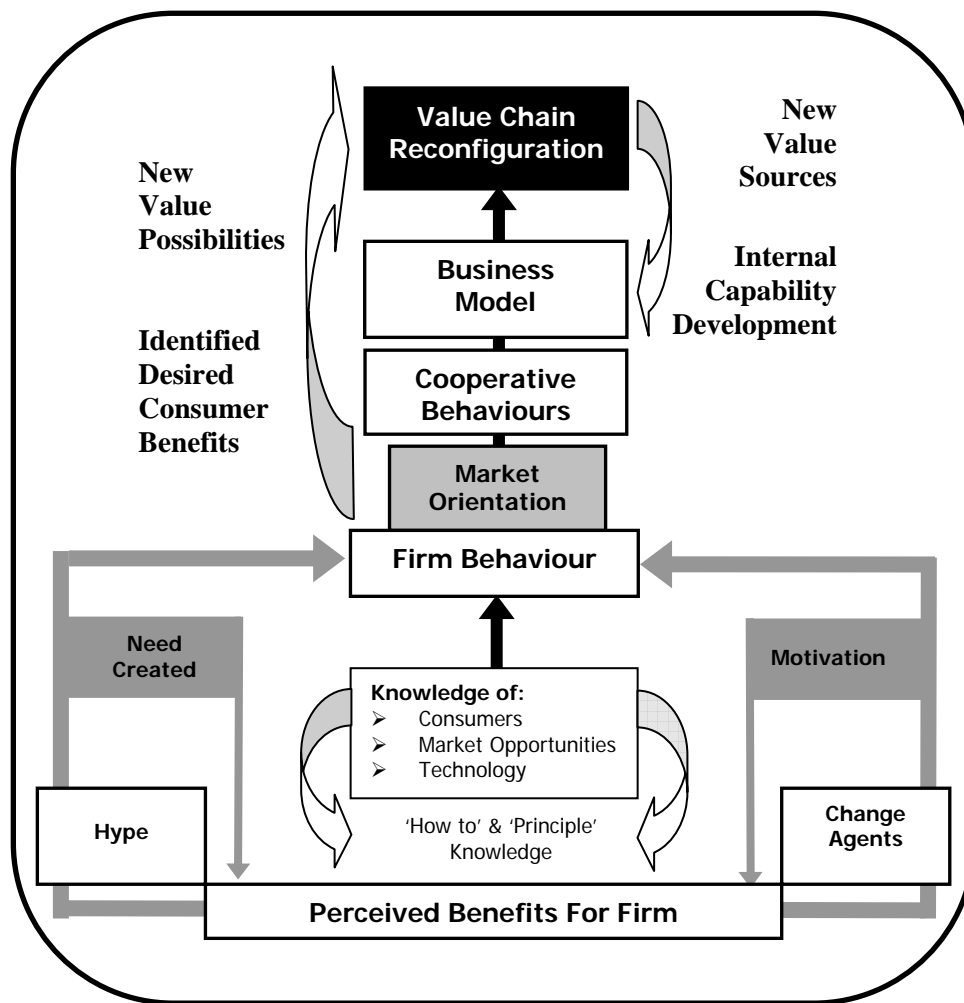 Value Chain
Reconfiguration
New
Value
Sources
New
Value
Possibilities
Business
Model
Internal
Capability
Development
Identified
Desired
Consumer
Benefits
Cooperative
Behaviours
Market
Orientation
Firm Behaviour
Need
Created
Motivation
Knowledge of:
➢ Consumers
➢ Market Opportunities
➢ Technology
'How to' & 'Principle'
Knowledge
Hype
Change
Agents
Perceived Benefits For Firm